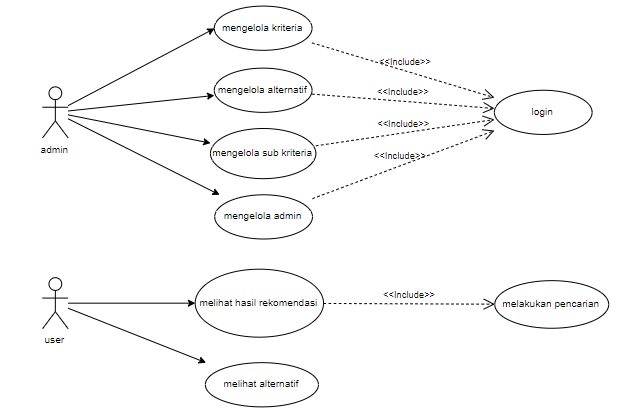 mengelola kriteria
<<Include>>
mengelola alternatif
<<Include>>
login
admin
<<Include>>
mengelola sub kriteria
<<Include>>
mengelola admin
<<Include>>
melihat hasil rekomendasi
melakukan pencarian
user
melihat alternatif